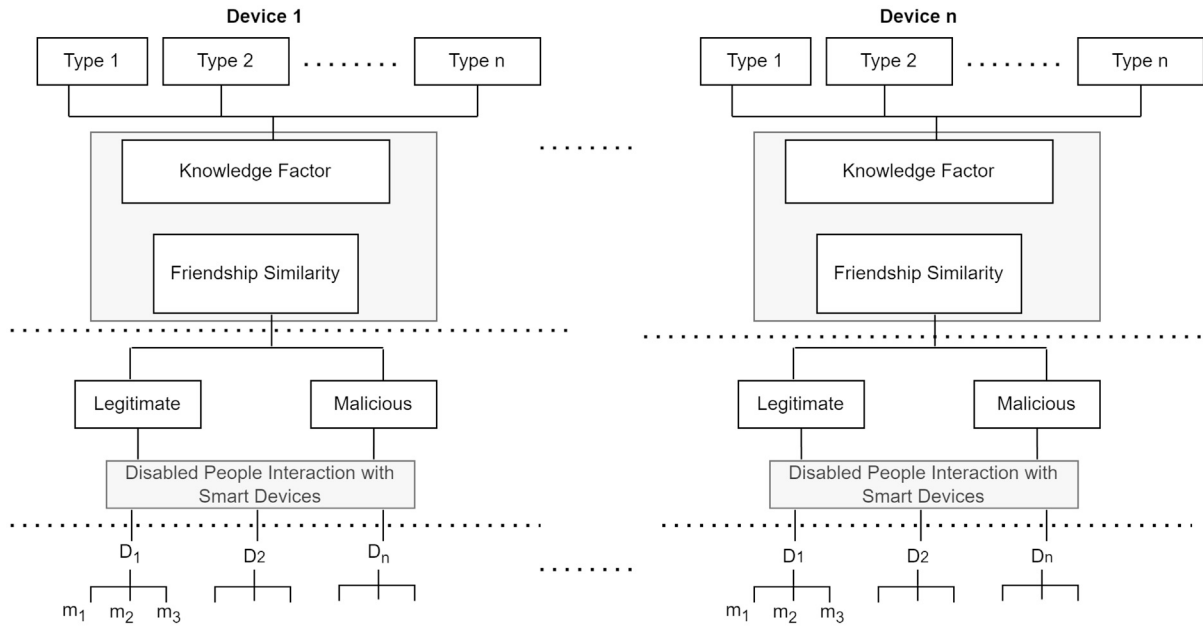 Device 1
Type 1
Type 2
Type n
Knowledge Factor
Friendship Similarity
Legitimate
Malicious
Disabled People Interaction with
Smart Devices
D1
D2
Dn
m1
m2
m3
Device n
Type 1
Type 2
Type n
Knowledge Factor
Friendship Similarity
Legitimate
Malicious
Disabled People Interaction with
Smart Devices
D1
D2
Dn
m1
m2
m3